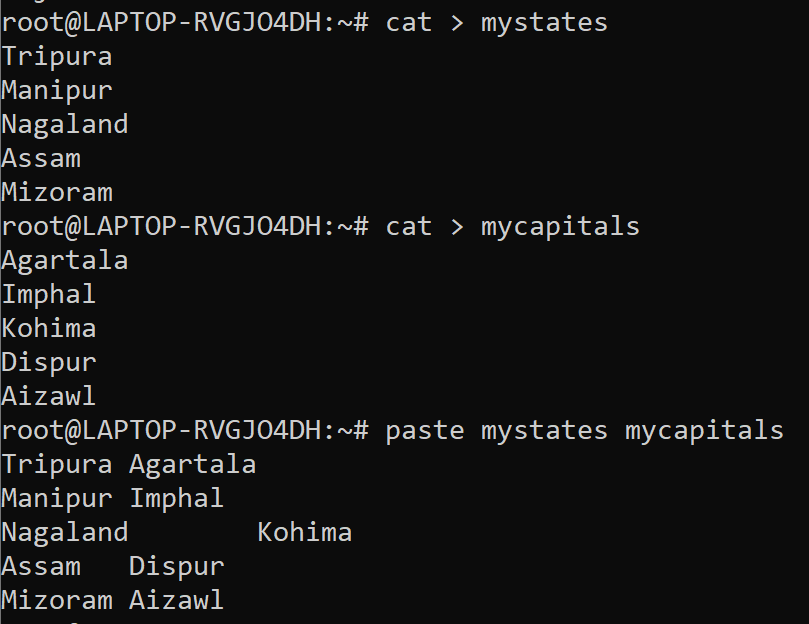 root@LAPTOP-RVGJO4DH:~# cat > mystates
Tripura
Manipur
Nagaland
Assam
Mizoram
root@LAPTOP-RVGJO4DH:~# cat > mycapitals
Agartala
Imphal
Kohima
Dispur
Aizawl
root@LAPTOP-RVGJO4DH:~# paste mystates mycapitals
Tripura Agartala
Manipur Imphal
Nagaland        Kohima
Assam   Dispur
Mizoram Aizawl